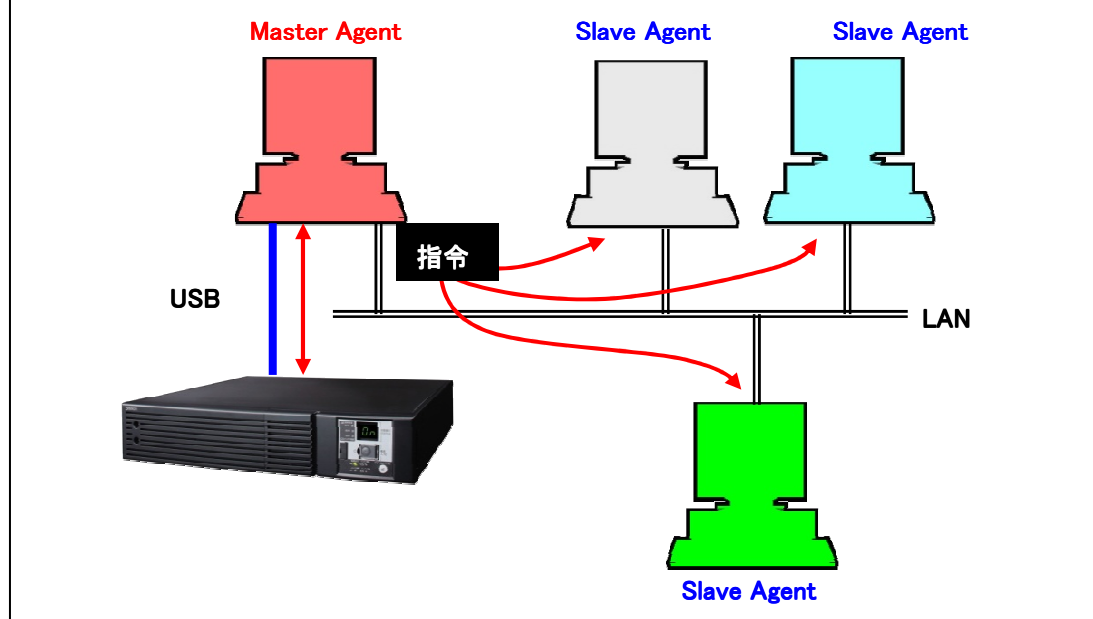 Master Agent
Slave Agent
Slave Agent
指令
USB
LAN
Slave Agent